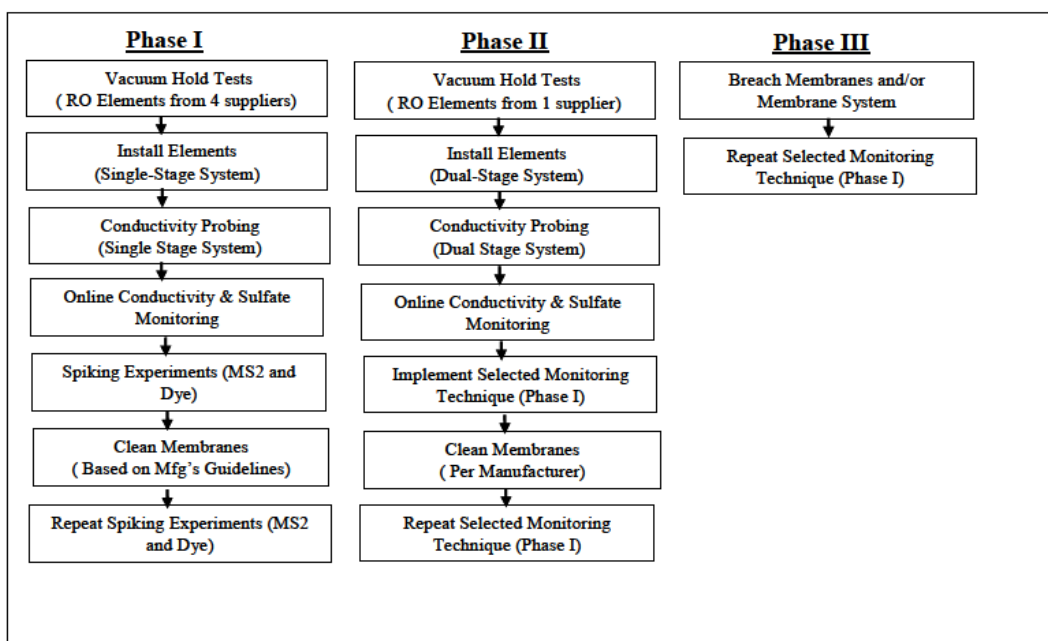 Phase I
Vacuum Hold Tests
( RO Elements from 4 suppliers)
Install Elements
(Single-Stage System)
Conductivity Probing
(Single Stage System)
Online Conductivity & Sulfate
Monitoring
Spiking Experiments (MS2 and
Dye)
Clean Membranes
( Based on Mfg's Guidelines)
Repeat Spiking Experiments (MS2
and Dye)
Phase II
Vacuum Hold Tests
( RO Elements from 1 supplier)
Install Elements
(Dual-Stage System)
Conductivity Probing
(Dual Stage System)
Online Conductivity & Sulfate
Monitoring
Implement Selected Monitoring
Technique (Phase I)
Clean Membranes
( Per Manufacturer)
Repeat Selected Monitoring
Technique (Phase I)
Phase III
Breach Membranes and/or
Membrane System
Repeat Selected Monitoring
Technique (Phase I)